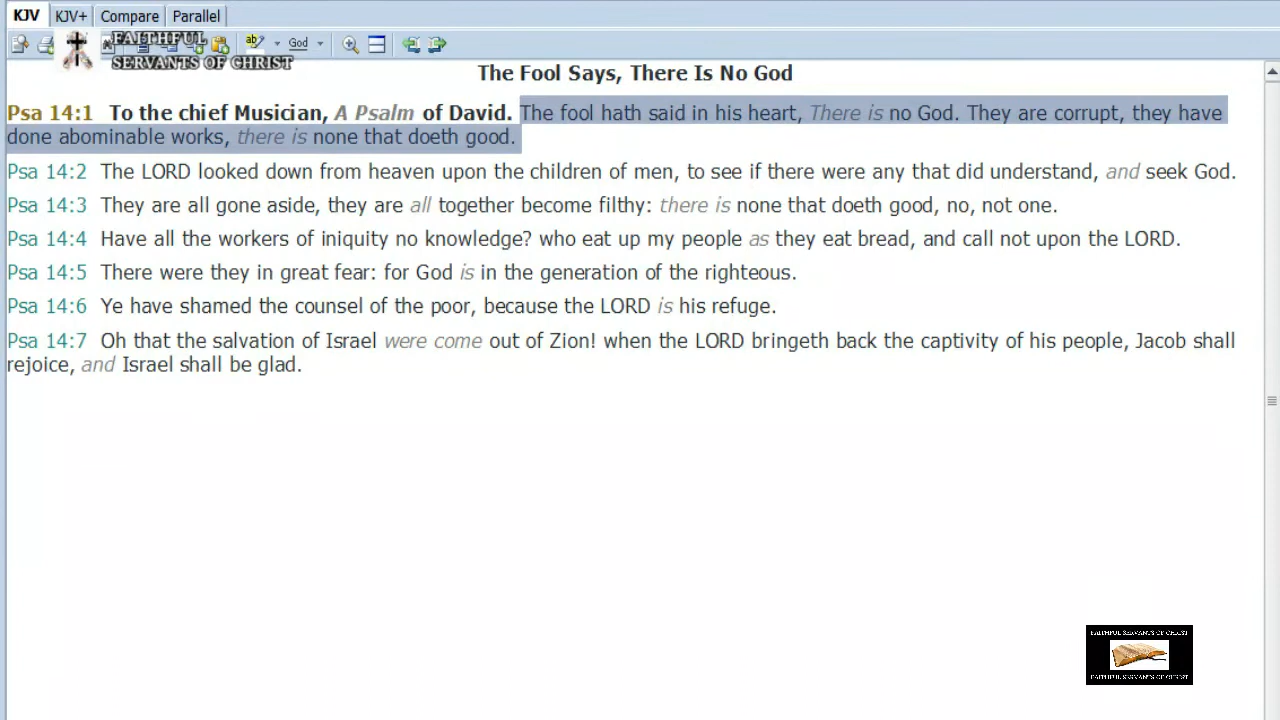 KJV KJV+ Compare Parallel
FAITHFUL
SERVANTS OF CHRIST
God
The Fool Says, There Is No God
Psa 14:1 To the chief Musician, A Psalm of David. The fool hath said in his heart, There is no God. They are corrupt, they have
done abominable works, there is none that doeth good.
Psa 14:2 The LORD looked down from heaven upon the children of men, to see if there were any that did understand, and seek God.
Psa 14:3 They are all gone aside, they are all together become filthy: there is none that doeth good, no, not one.
Psa 14:4 Have all the workers of iniquity no knowledge? who eat up my people as they eat bread, and call not upon the LORD.
Psa 14:5 There were they in great fear: for God is in the generation of the righteous.
Psa 14:6 Ye have shamed the counsel of the poor, because the LORD is his refuge.
Psa 14:7 Oh that the salvation of Israel were come out of Zion! when the LORD bringeth back the captivity of his people, Jacob shall
rejoice, and Israel shall be glad.
FAITHFUL SERVANTS OF CHRIST
FAITHFUL SERVANTS OF CHRIST